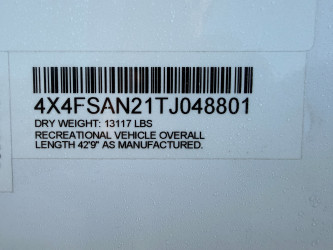 4X4FSAN21TJ048801
DRY WEIGHT: 13117 LBS
RECREATIONAL VEHICLE OVERALL
LENGTH 42'9" AS MANUFACTURED.